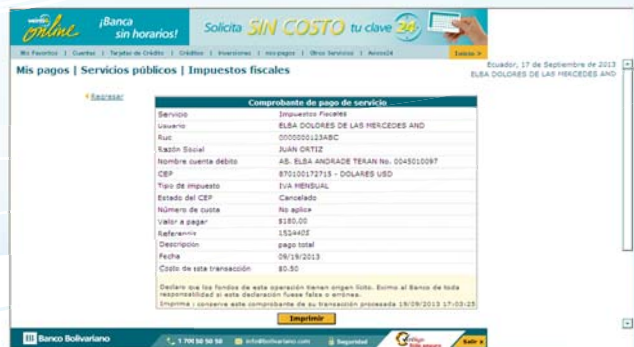 online
¡Banca
sin horarios!
Solicita SIN COSTO tu clave 24
Mis Favoritos | Cuentas | Tarjetas de Crédito | Créditos | Inversiones | Mis pagos | Otros Servicios | Avisos24
Inicio >
Mis pagos | Servicios públicos | Impuestos fiscales
Ecuador, 17 de Septiembre de 2013
ELBA DOLORES DE LAS MERCEDES AND
Regresar
Comprobante de pago de servicio
Servicio Impuestos Fiscales
Usuario ELBA DOLORES DE LAS MERCEDES AND
Ruc 0000000123ABC
Razón Social JUAN ORTIZ
Nombre cuenta débito AB. ELBA ANDRADE TERAN No. 0045010097
CEP 870100172715 - DOLARES USD
Tipo de impuesto IVA MENSUAL
Estado del CEP Cancelado
Número de cuota No aplica
Valor a pagar $180.00
Referencia 1524405
Descripción pago total
Fecha 09/19/2013
Costo de esta transacción $0.50
Declaro que los fondos de esta operación tienen origen lícito. Eximo al Banco de toda
responsabilidad si esta declaración fuese falsa o errónea.
Imprima y conserve este comprobante de su transacción procesada 19/09/2013 17:03:25
Imprimir
Banco Bolivariano
1 700 50 50 50
info@bolivariano.com
Seguridad
Salir x